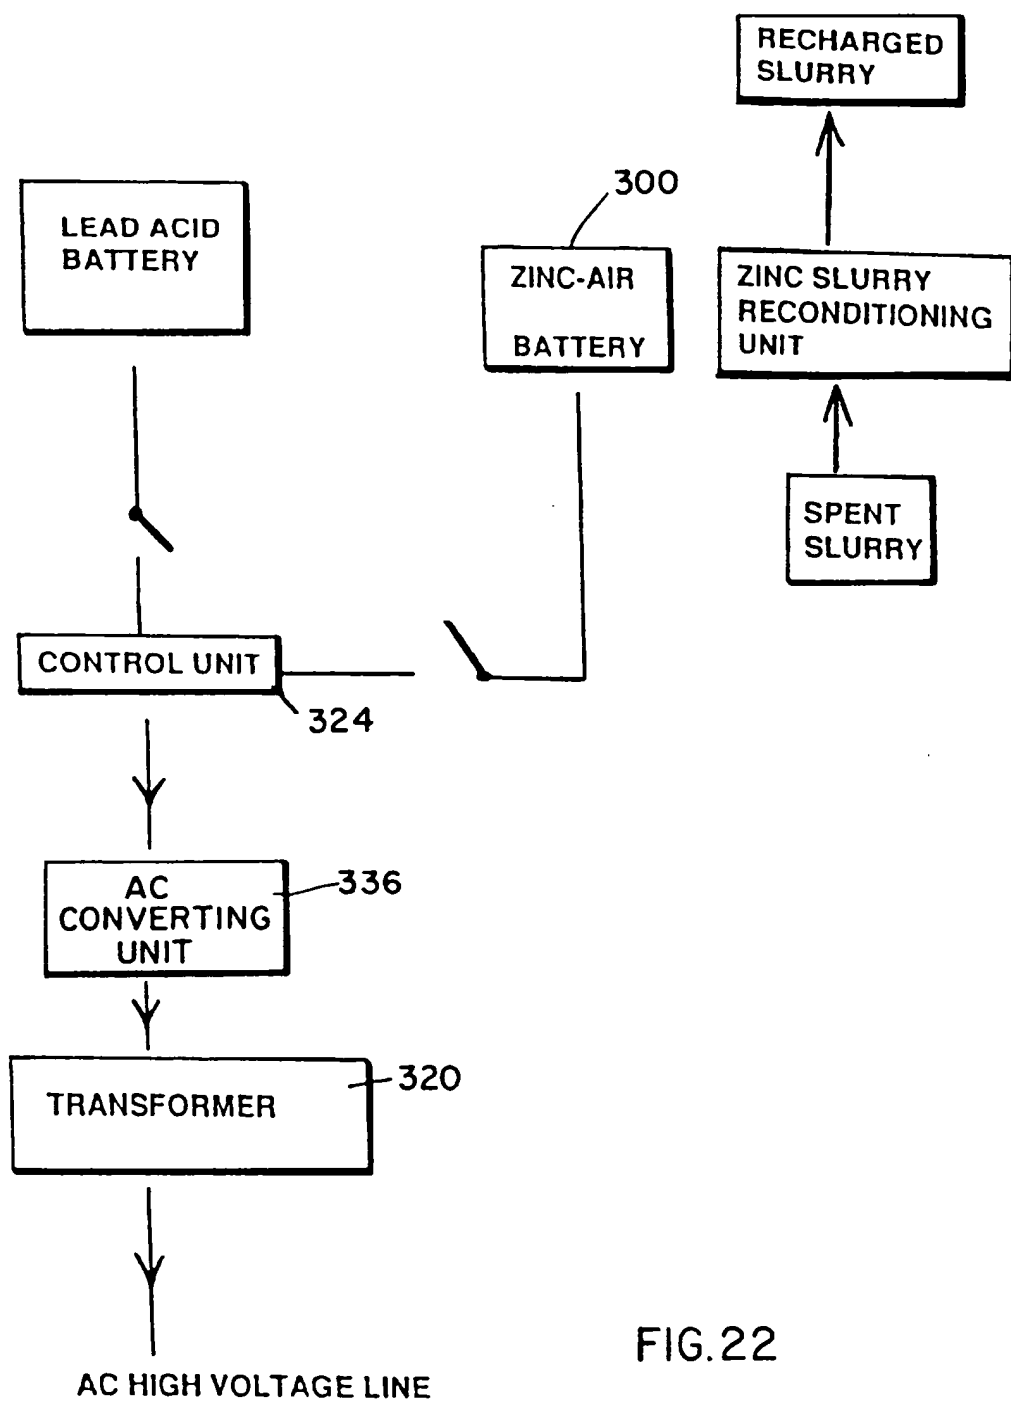 RECHARGED
SLURRY
300
LEAD ACID
BATTERY
ZINC-AIR
BATTERY
ZINC SLURRY
RECONDITIONING
UNIT
SPENT
SLURRY
CONTROL UNIT
324
AC
CONVERTING
UNIT
336
TRANSFORMER
320
FIG.22
AC HIGH VOLTAGE LINE